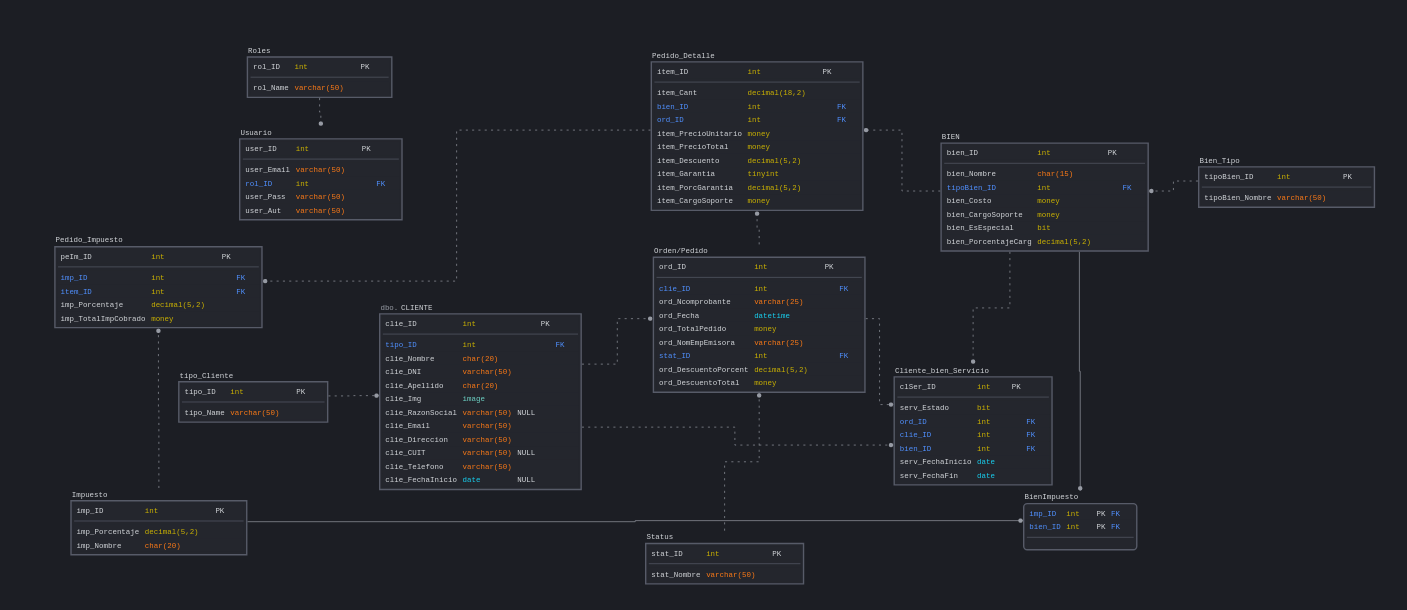 Roles
rol_ID int PK
rol_Name varchar(50)
Usuario
user_ID int PK
user_Email varchar(50)
rol_ID int FK
user_Pass varchar(50)
user_Aut varchar(50)
Pedido_Detalle
item_ID int PK
item_Cant decimal(18,2)
bien_ID int FK
ord_ID int FK
item_PrecioUnitario money
item_PrecioTotal money
item_Descuento decimal(5,2)
item_Garantia tinyint
item_PorcGarantia decimal(5,2)
item_CargoSoporte money
BIEN
bien_ID int PK
bien_Nombre char(15)
tipoBien_ID int FK
bien_Costo money
bien_CargoSoporte money
bien_EsEspecial bit
bien_PorcentajeCarg decimal(5,2)
Bien_Tipo
tipoBien_ID int PK
tipoBien_Nombre varchar(50)
Pedido_Impuesto
peIm_ID int PK
imp_ID int FK
item_ID int FK
imp_Porcentaje decimal(5,2)
imp_TotalImpCobrado money
Orden/Pedido
ord_ID int PK
clie_ID int FK
ord_Ncomprobante varchar(25)
ord_Fecha datetime
ord_TotalPedido money
ord_NomEmpEmisora varchar(25)
stat_ID int FK
ord_DescuentoPorcent decimal(5,2)
ord_DescuentoTotal money
dbo. CLIENTE
clie_ID int PK
tipo_ID int FK
clie_Nombre char(20)
clie_DNI varchar(50)
clie_Apellido char(20)
clie_Img image
clie_RazonSocial varchar(50) NULL
clie_Email varchar(50)
clie_Direccion varchar(50)
clie_CUIT varchar(50) NULL
clie_Telefono varchar(50)
clie_FechaInicio date NULL
tipo_Cliente
tipo_ID int PK
tipo_Name varchar(50)
Cliente_bien_Servicio
clSer_ID int PK
serv_Estado bit
ord_ID int FK
clie_ID int FK
bien_ID int FK
serv_FechaInicio date
serv_FechaFin date
Impuesto
imp_ID int PK
imp_Porcentaje decimal(5,2)
imp_Nombre char(20)
BienImpuesto
imp_ID int PK FK
bien_ID int PK FK
Status
stat_ID int PK
stat_Nombre varchar(50)